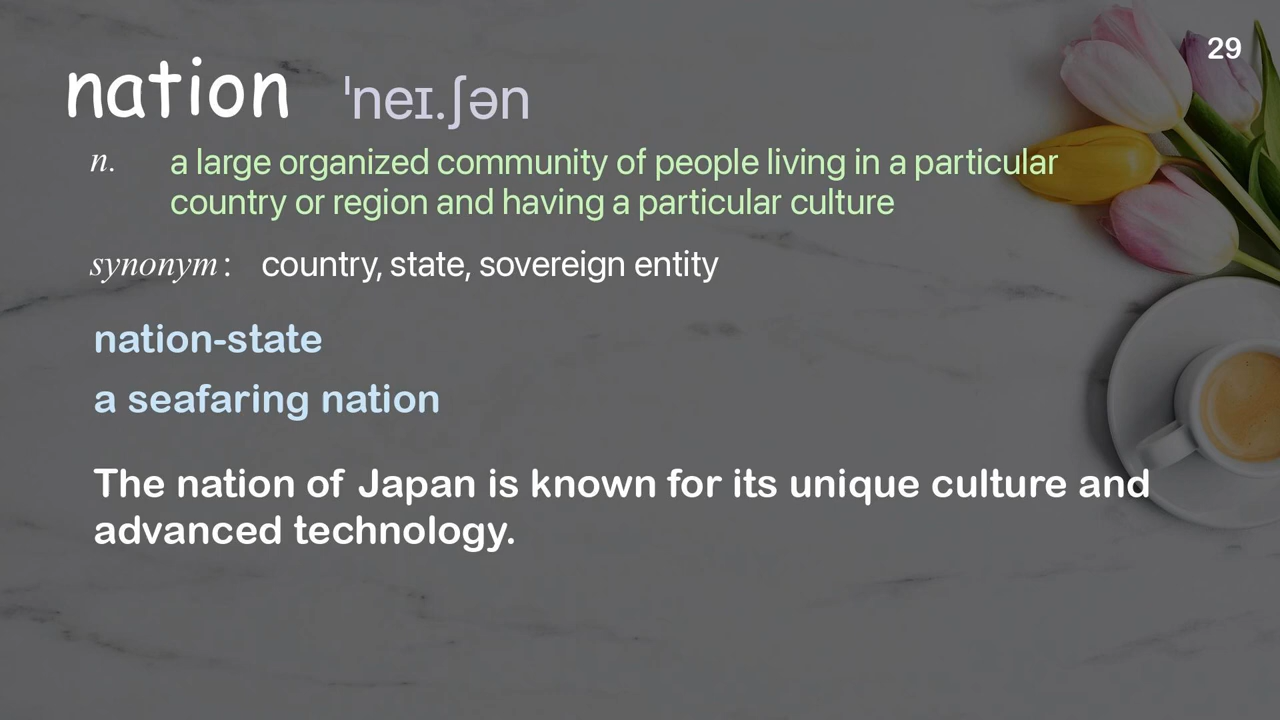 29
nation ˈneɪ.ʃən
n. a large organized community of people living in a particular
country or region and having a particular culture
synonym: country, state, sovereign entity
nation-state
a seafaring nation
The nation of Japan is known for its unique culture and
advanced technology.